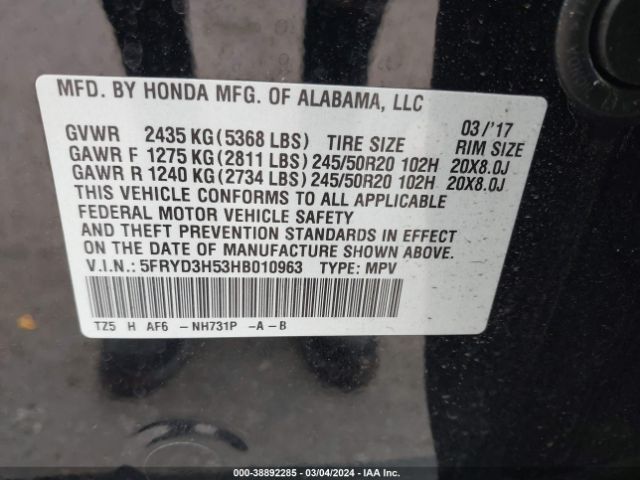 MFD. BY HONDA MFG. OF ALABAMA, LLC
03/'17
GVWR 2435 KG(5368 LBS) TIRE SIZE RIM SIZE
GAWR F 1275 KG(2811 LBS) 245/50R20 102H 20X8.0J
GAWR R 1240 KG(2734 LBS) 245/50R20 102H 20X8.0J
THIS VEHICLE CONFORMS TO ALL APPLICABLE
FEDERAL MOTOR VEHICLE SAFETY
AND THEFT PREVENTION STANDARDS IN EFFECT
ON THE DATE OF MANUFACTURE SHOWN ABOVE.
V.I.N.: 5FRYD3H53HB010963 TYPE: MPV
TZ5 H AF6 -NH731P -A-B
000-38892285 - 03/04/2024 - IAA Inc.